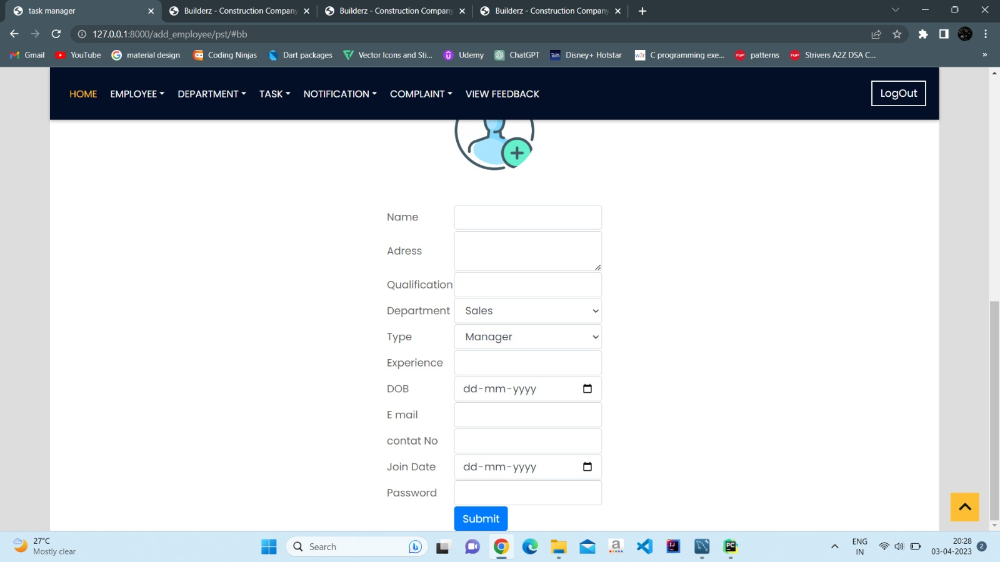 task manager
Builderz - Construction Company
Builderz - Construction Company
Builderz - Construction Company
127.0.0.1:8000/add_employee/pst/#bb
Gmail YouTube material design Coding Ninjas Dart packages Vector Icons and Sti... Udemy ChatGPT Disney+ Hotstar C programming exe... patterns Strivers A2Z DSA C... »
HOME EMPLOYEE DEPARTMENT TASK NOTIFICATION COMPLAINT VIEW FEEDBACK LogOut
Name
Adress
Qualification
Department Sales
Type Manager
Experience
DOB dd-mm-yyyy
E mail
contat No
Join Date dd-mm-yyyy
Password
Submit
27°C
Mostly clear
Search
ENG
IN
20:28
03-04-2023
2